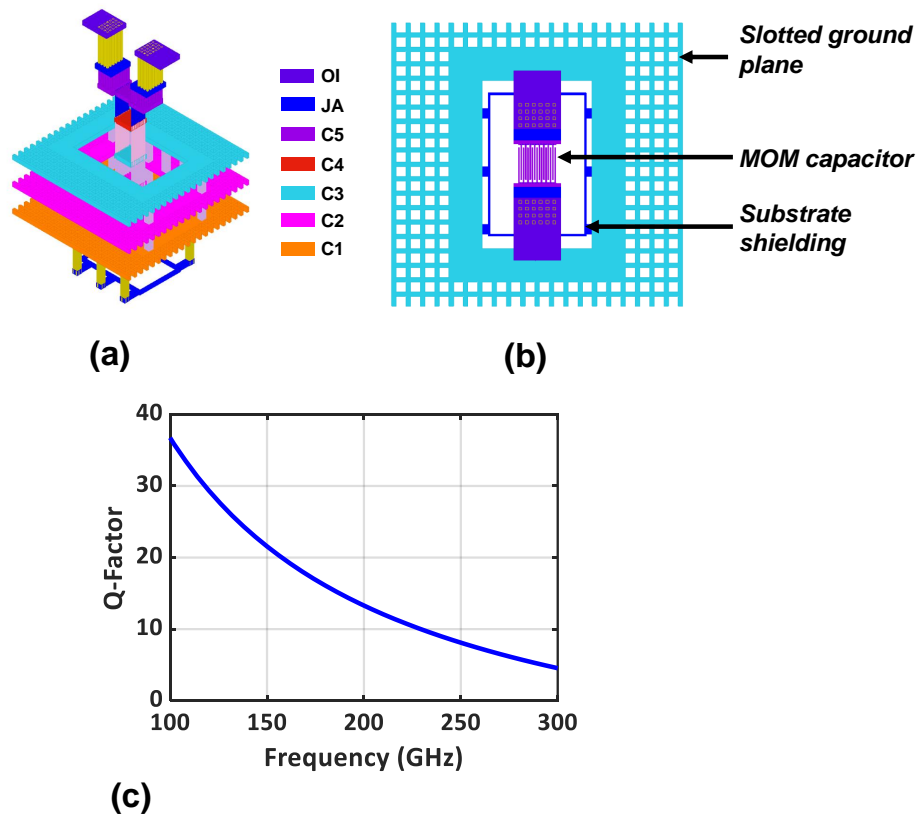 OI
JA
C5
C4
C3
C2
C1
Slotted ground
plane
MOM capacitor
Substrate
shielding
(a)
(b)
40
30
20
10
0
Q-Factor
100
150
200
250
300
Frequency (GHz)
(c)